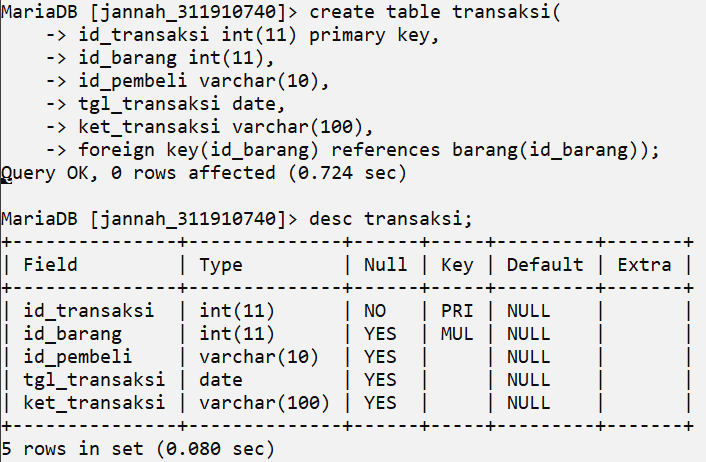 MariaDB [jannah_311910740]> create table transaksi(
    -> id_transaksi int(11) primary key,
    -> id_barang int(11),
    -> id_pembeli varchar(10),
    -> tgl_transaksi date,
    -> ket_transaksi varchar(100),
    -> foreign key(id_barang) references barang(id_barang));
Query OK, 0 rows affected (0.724 sec)

MariaDB [jannah_311910740]> desc transaksi;
+---------------+--------------+------+-----+---------+-------+
| Field         | Type         | Null | Key | Default | Extra |
+---------------+--------------+------+-----+---------+-------+
| id_transaksi  | int(11)      | NO   | PRI | NULL    |       |
| id_barang     | int(11)      | YES  | MUL | NULL    |       |
| id_pembeli    | varchar(10)  | YES  |     | NULL    |       |
| tgl_transaksi | date         | YES  |     | NULL    |       |
| ket_transaksi | varchar(100) | YES  |     | NULL    |       |
+---------------+--------------+------+-----+---------+-------+
5 rows in set (0.080 sec)